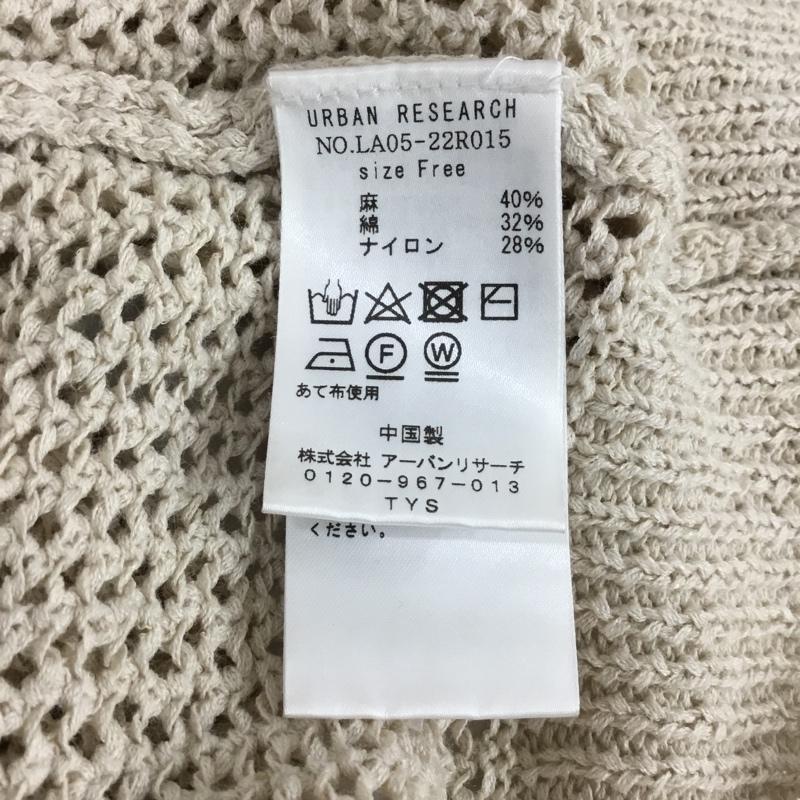 URBAN RESEARCH
NO.LA05-22R015
size Free
麻 40%
綿 32%
ナイロン 28%
F W
あて布使用
中国製
株式会社 アーバンリサーチ
0120-967-013
TYS
ください。